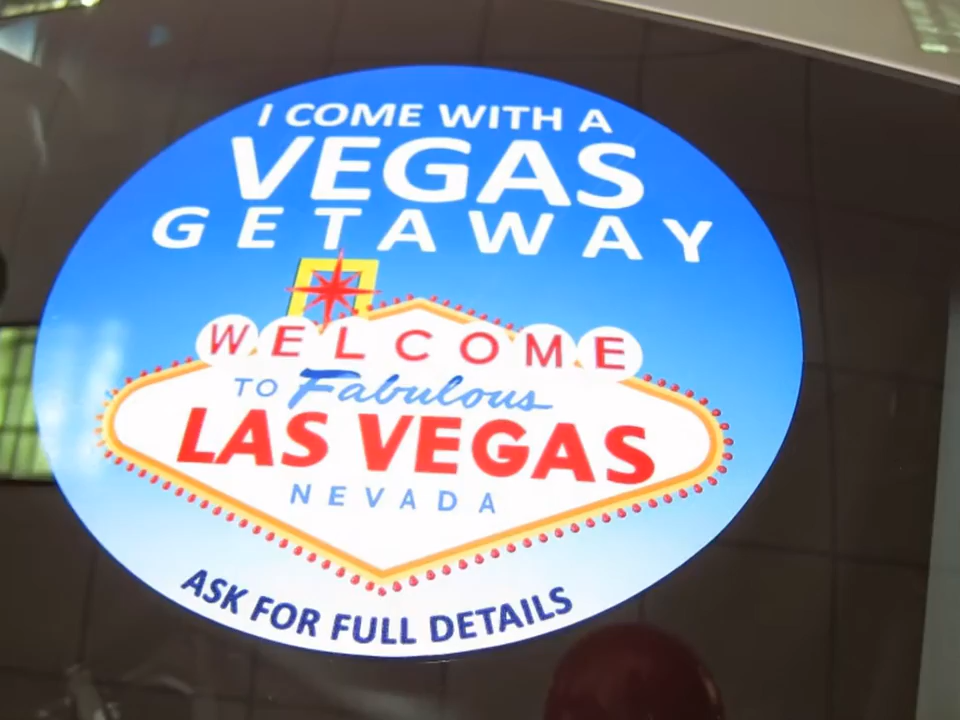 I COME WITH A
VEGAS
GETAWAY
WELCOME
TO Fabulous
LAS VEGAS
NEVADA
ASK FOR FULL DETAILS